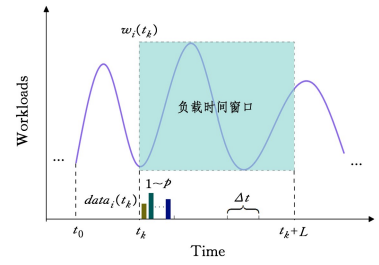 w_i(t_k)
Workloads
负载时间窗口
...
...
1~p
data_i(t_k)
...
Δt
t_0
t_k
t_k+L
Time